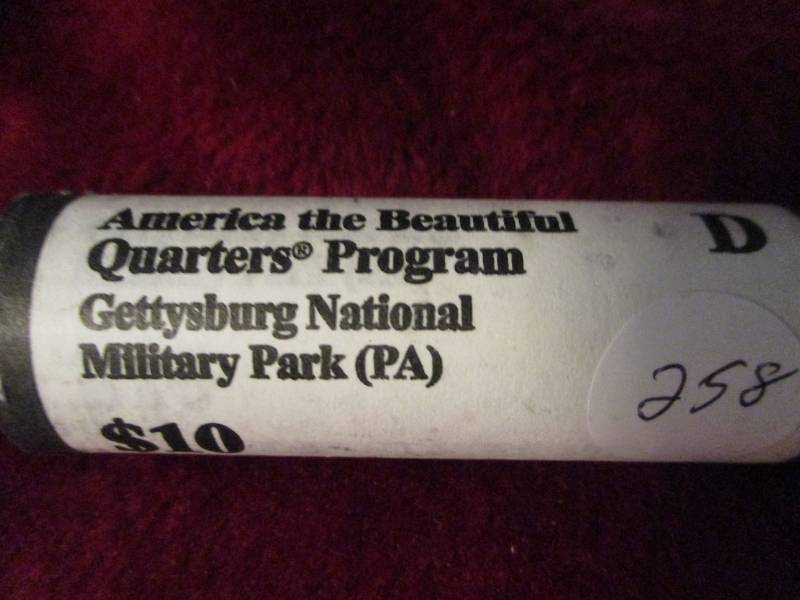 America the Beautiful
Quarters® Program
Gettysburg National
Military Park (PA)
$10
D
258